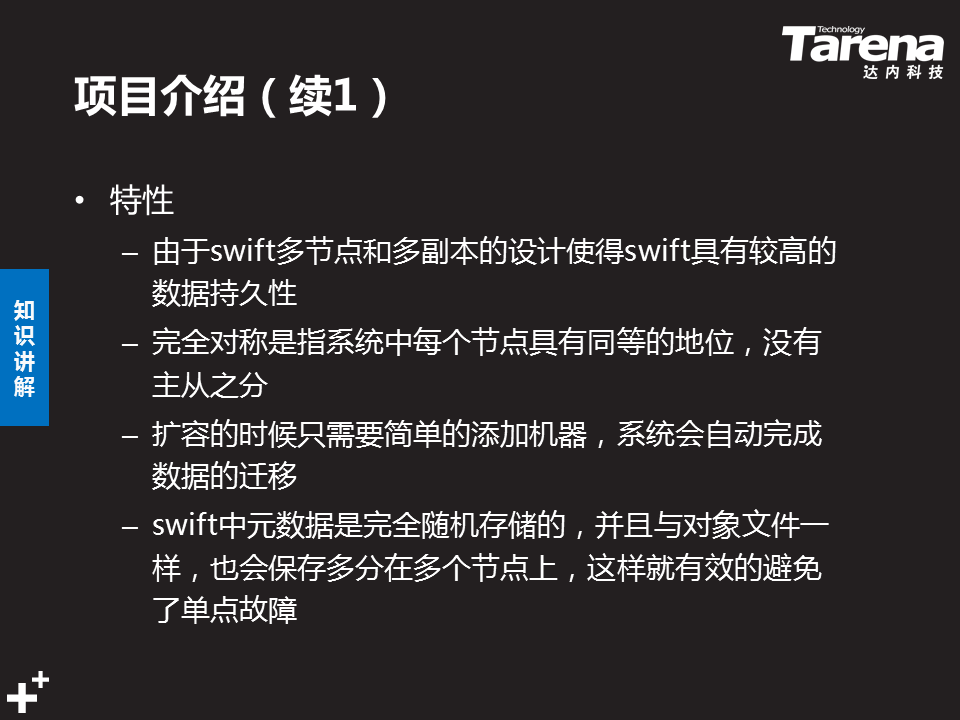 Technology
Tarena
达内科技
项目介绍（续1）
• 特性
– 由于swift多节点和多副本的设计使得swift具有较高的
数据持久性
– 完全对称是指系统中每个节点具有同等的地位，没有
主从之分
– 扩容的时候只需要简单的添加机器，系统会自动完成
数据的迁移
– swift中元数据是完全随机存储的，并且与对象文件一
样，也会保存多分在多个节点上，这样就有效的避免
了单点故障
知
识
讲
解